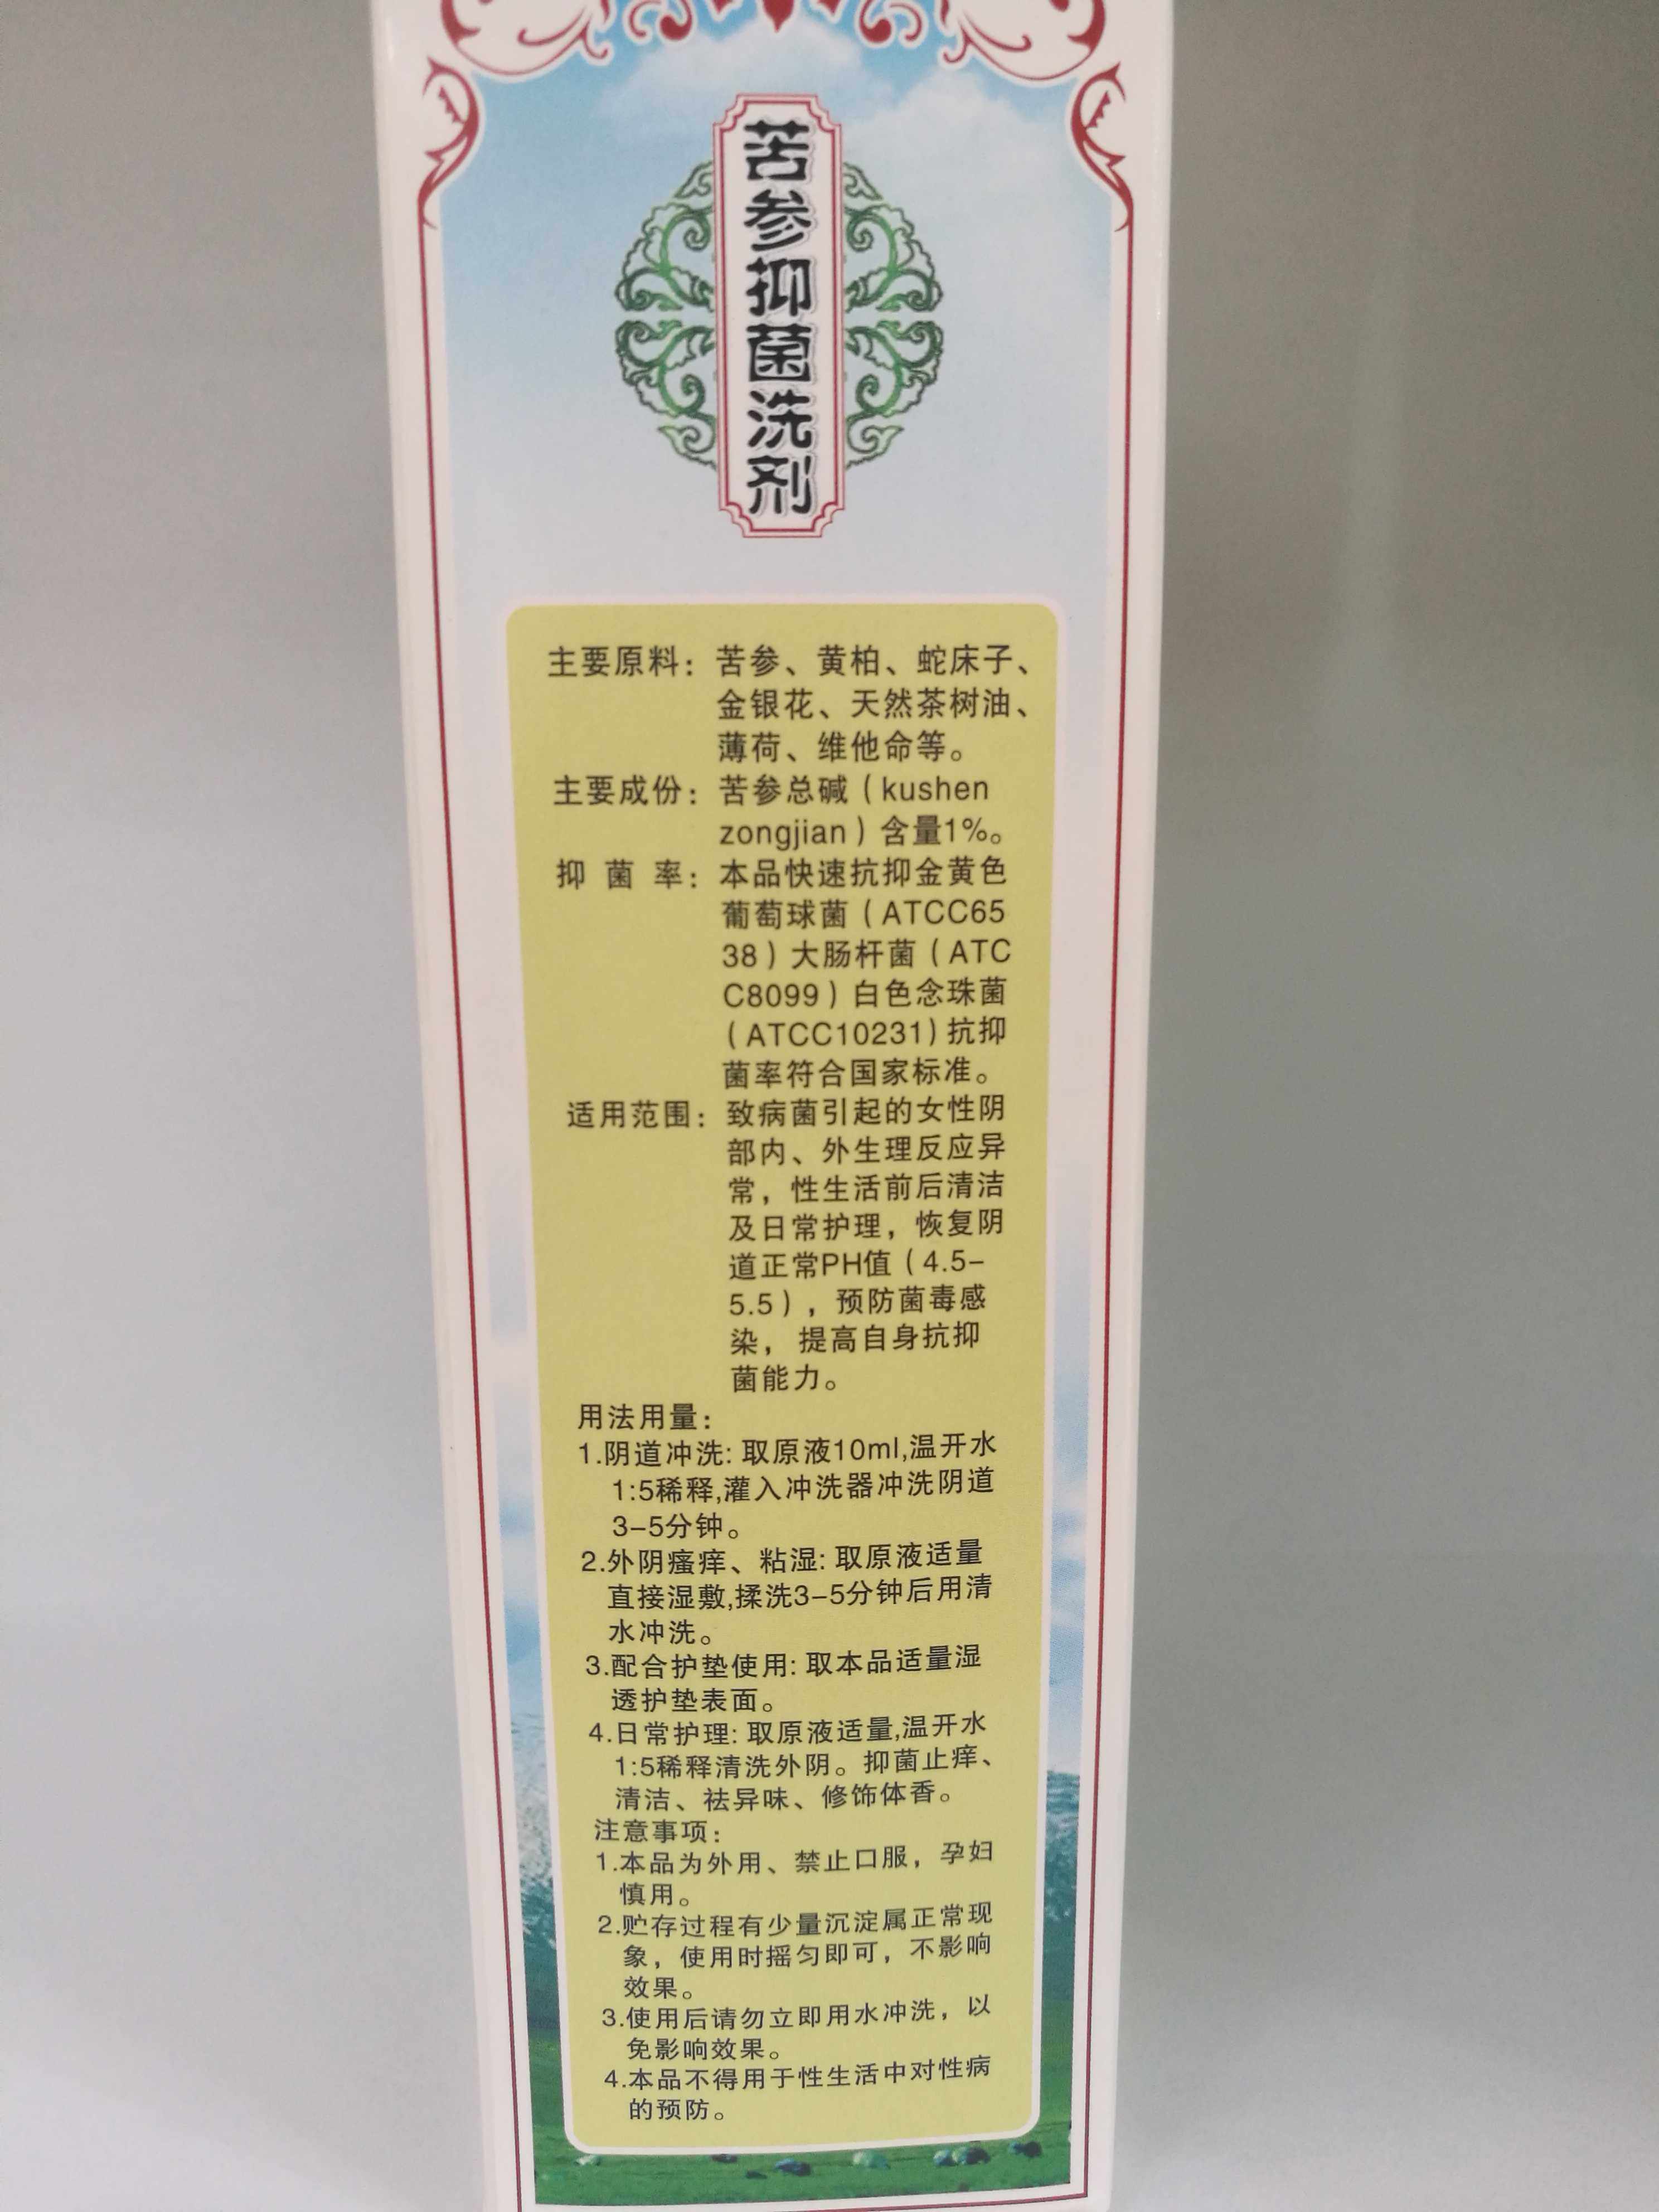 苦参抑菌洗剂
主要原料：苦参、黄柏、蛇床子、
金银花、天然茶树油、
薄荷、维他命等。
主要成份：苦参总碱（kushen
zongjian）含量1%。
抑菌率：本品快速抗抑金黄色
葡萄球菌（ATCC65
38）大肠杆菌（ATC
C8099）白色念珠菌
（ATCC10231）抗抑
菌率符合国家标准。
适用范围：致病菌引起的女性阴
部内、外生理反应异
常，性生活前后清洁
及日常护理，恢复阴
道正常PH值（4.5-
5.5），预防菌毒感
染，提高自身抗抑
菌能力。
用法用量：
1.阴道冲洗：取原液10ml,温开水
1:5稀释,灌入冲洗器冲洗阴道
3-5分钟。
2.外阴瘙痒、粘湿：取原液适量
直接湿敷,揉洗3-5分钟后用清
水冲洗。
3.配合护垫使用：取本品适量湿
透护垫表面。
4.日常护理：取原液适量,温开水
1:5稀释清洗外阴。抑菌止痒、
清洁、祛异味、修饰体香。
注意事项：
1.本品为外用、禁止口服，孕妇
慎用。
2.贮存过程有少量沉淀属正常现
象，使用时摇匀即可，不影响
效果。
3.使用后请勿立即用水冲洗，以
免影响效果。
4.本品不得用于性生活中对性病
的预防。